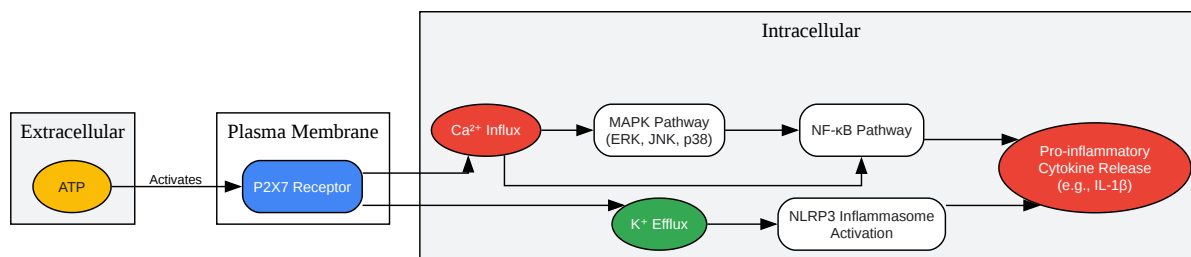 Intracellular
Extracellular
Plasma Membrane
ATP
Activates
P2X7 Receptor
Ca²⁺ Influx
MAPK Pathway
(ERK, JNK, p38)
NF-κB Pathway
Pro-inflammatory
Cytokine Release
(e.g., IL-1β)
K⁺ Efflux
NLRP3 Inflammasome
Activation